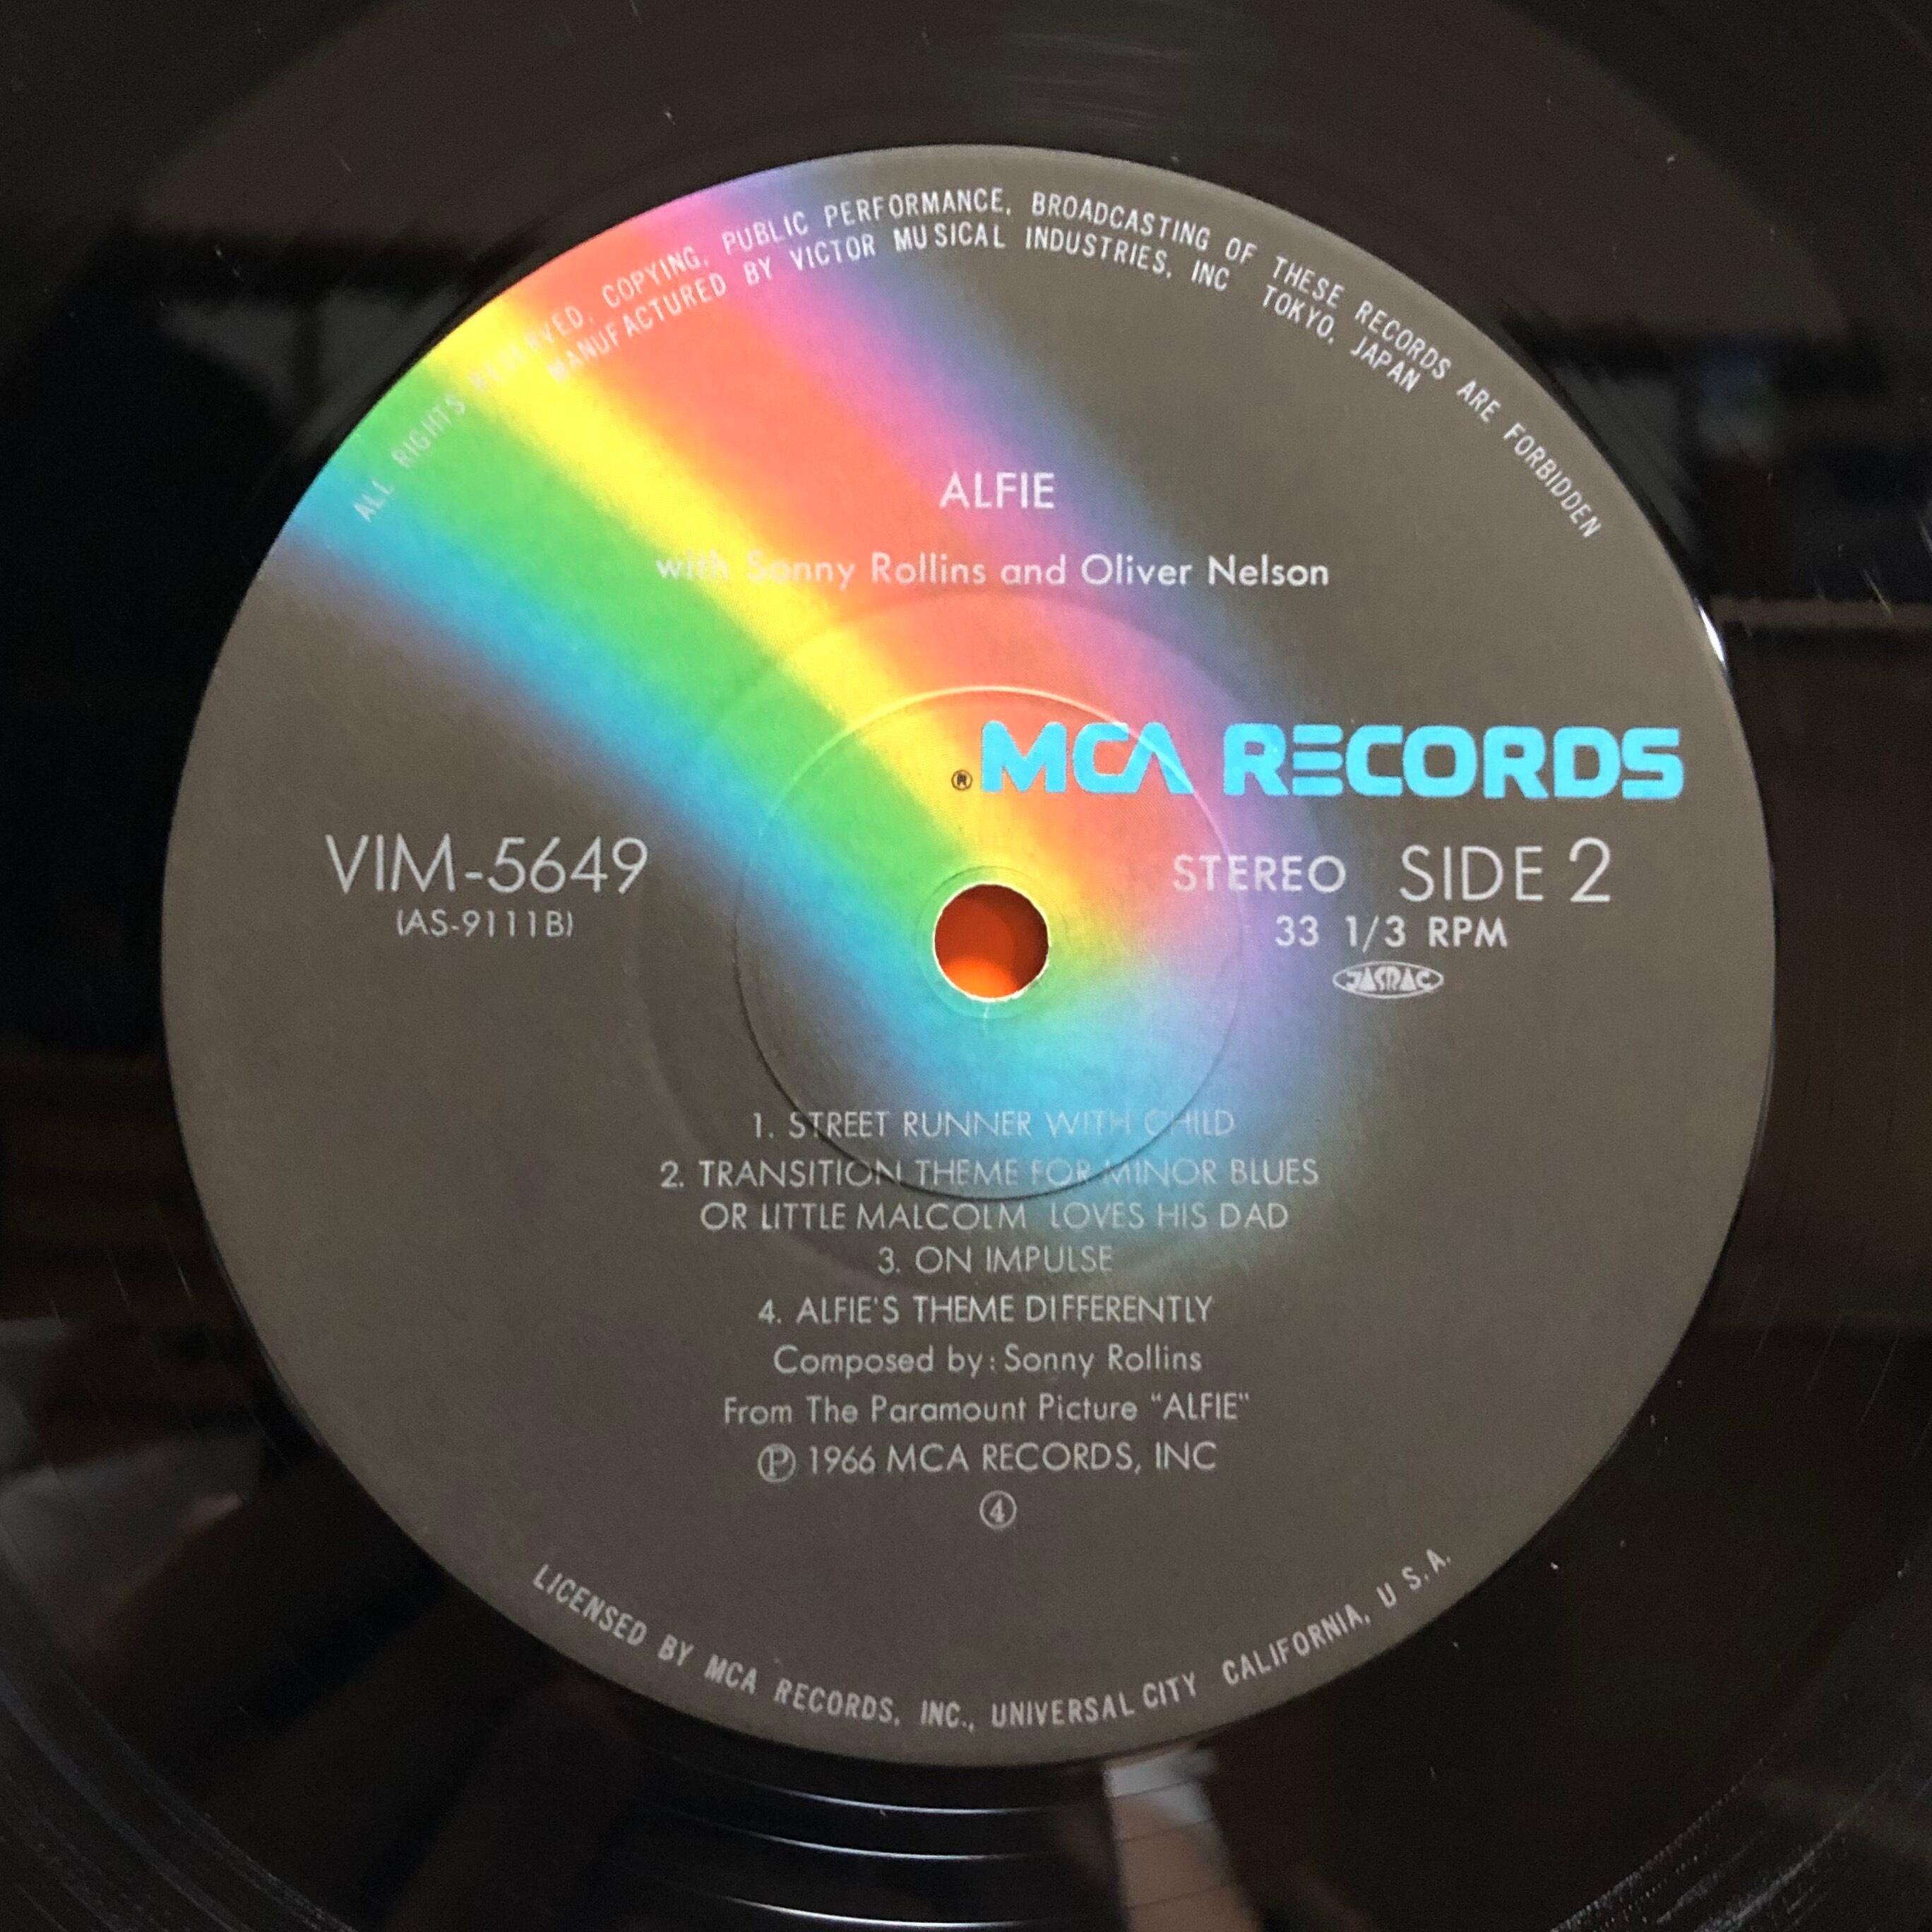 ALL RIGHTS RESERVED. COPYING, PUBLIC PERFORMANCE, BROADCASTING OF THESE RECORDS ARE FORBIDDEN
MANUFACTURED BY VICTOR MUSICAL INDUSTRIES, INC TOKYO, JAPAN
ALFIE
with Sonny Rollins and Oliver Nelson
® MCA RECORDS
VIM-5649
(AS-9111B)
STEREO SIDE 2
33 1/3 RPM
JASRAC
1. STREET RUNNER WITH CHILD
2. TRANSITION THEME FOR MINOR BLUES
OR LITTLE MALCOLM LOVES HIS DAD
3. ON IMPULSE
4. ALFIE'S THEME DIFFERENTLY
Composed by: Sonny Rollins
From The Paramount Picture "ALFIE"
℗ 1966 MCA RECORDS, INC
④
LICENSED BY MCA RECORDS, INC., UNIVERSAL CITY CALIFORNIA, U S.A.